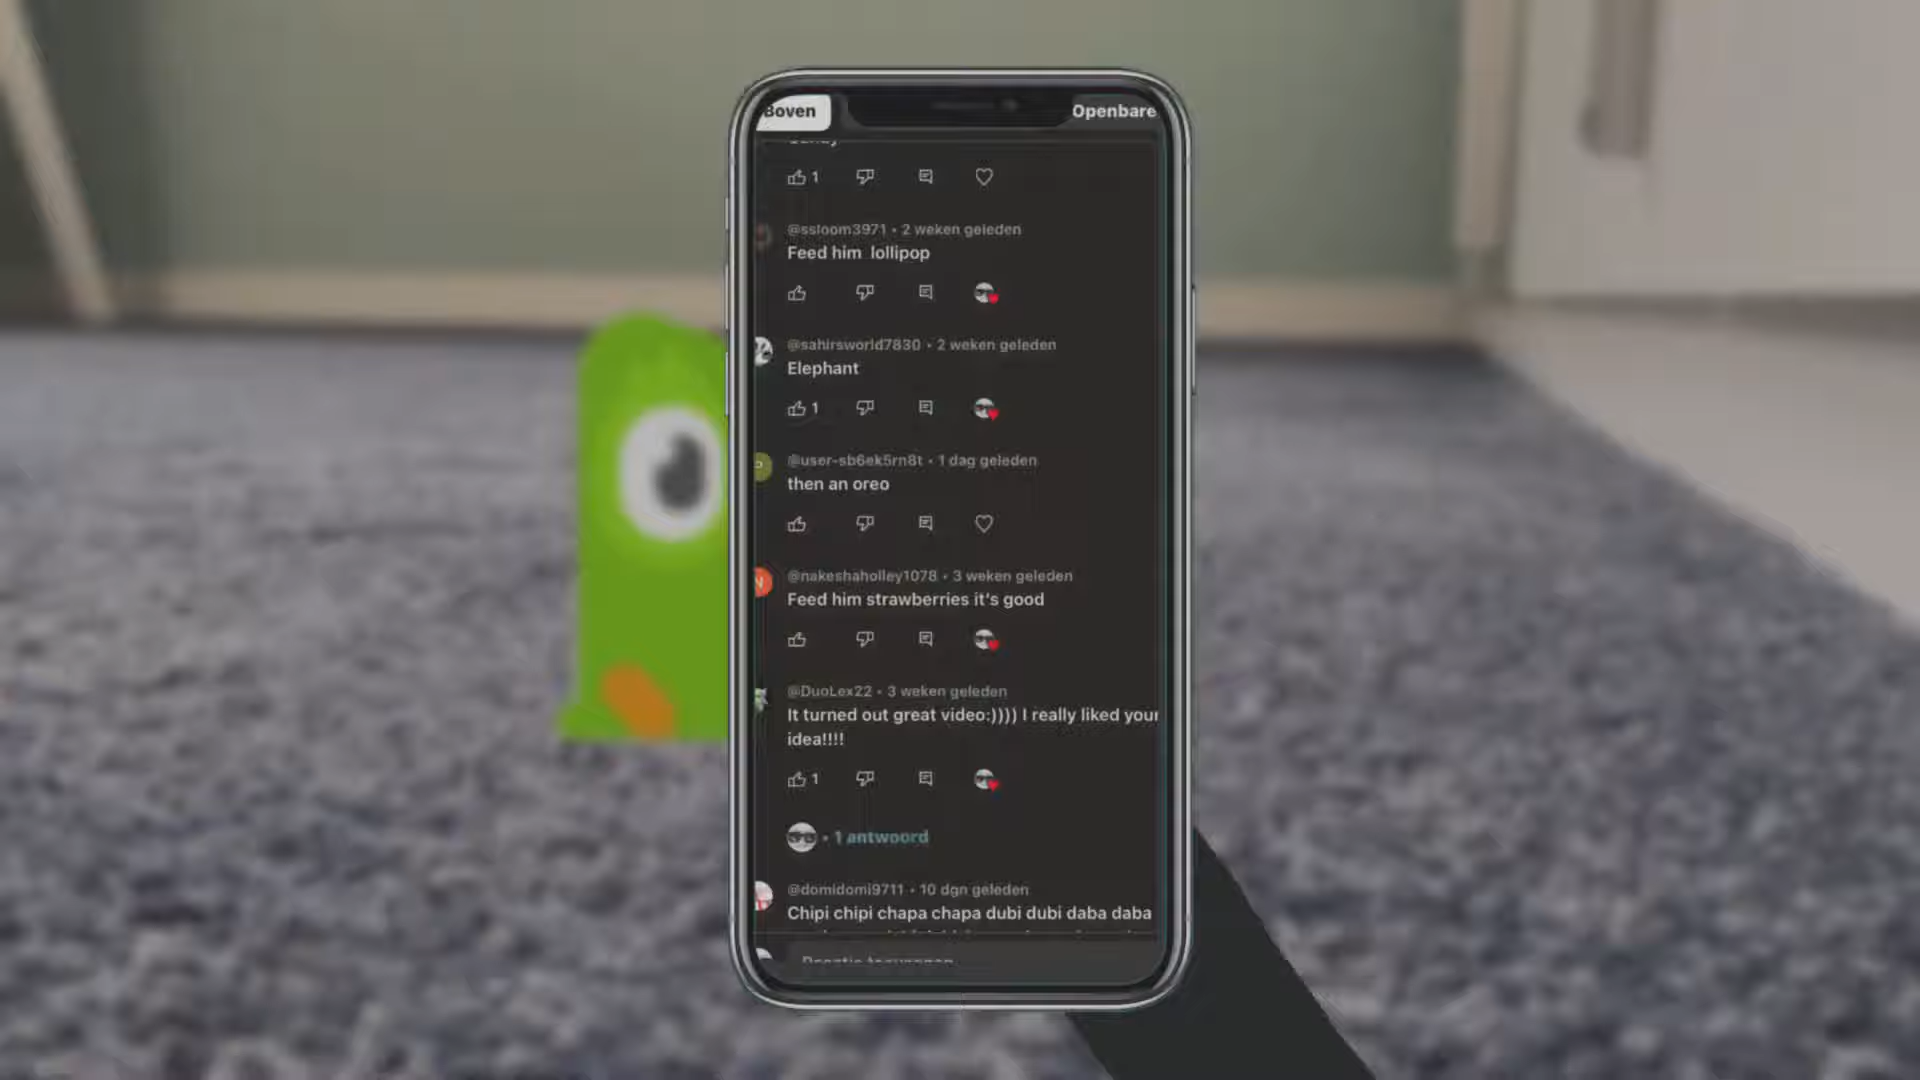 Boven
Openbare
1
@ssloom3971 • 2 weken geleden
Feed him lollipop
@sahirsworld7830 • 2 weken geleden
Elephant
1
@user-sb6ek5rn8t • 1 dag geleden
then an oreo
N
@nakeshaholley1078 • 3 weken geleden
Feed him strawberries it's good
@DuoLex22 • 3 weken geleden
It turned out great video:)))) I really liked your
idea!!!!
1
• 1 antwoord
@domidomi9711 • 10 dgn geleden
Chipi chipi chapa chapa dubi dubi daba daba